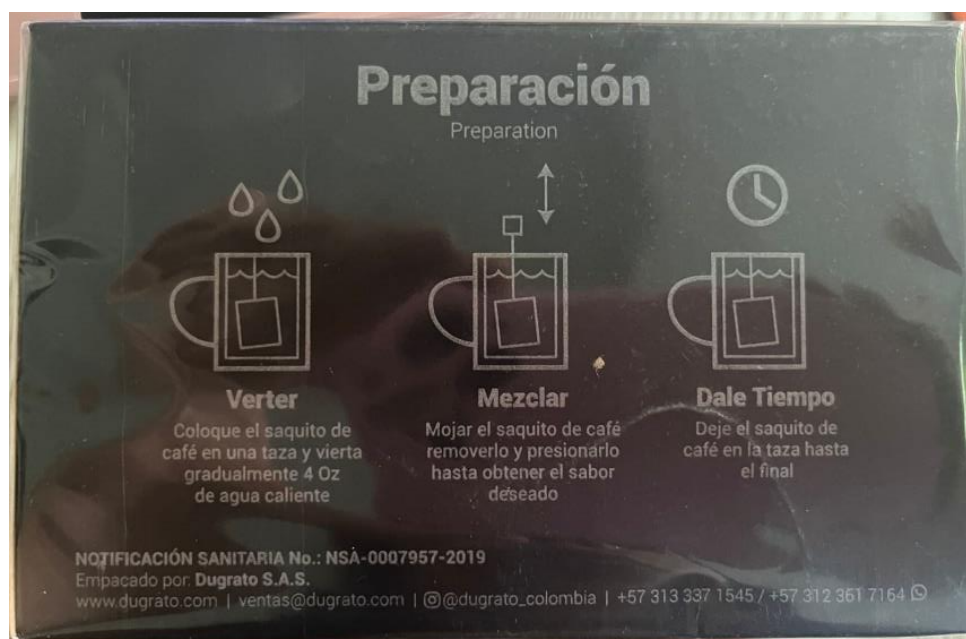 Preparación
Preparation
Verter
Coloque el saquito de
café en una taza y vierta
gradualmente 4 Oz
de agua caliente
Mezclar
Mojar el saquito de café
removerlo y presionarlo
hasta obtener el sabor
deseado
Dale Tiempo
Deje el saquito de
café en la taza hasta
el final
NOTIFICACIÓN SANITARIA No.: NSA-0007957-2019
Empacado por: Dugrato S.A.S.
www.dugrato.com | ventas@dugrato.com | @dugrato_colombia | +57 313 337 1545 / +57 312 361 7164